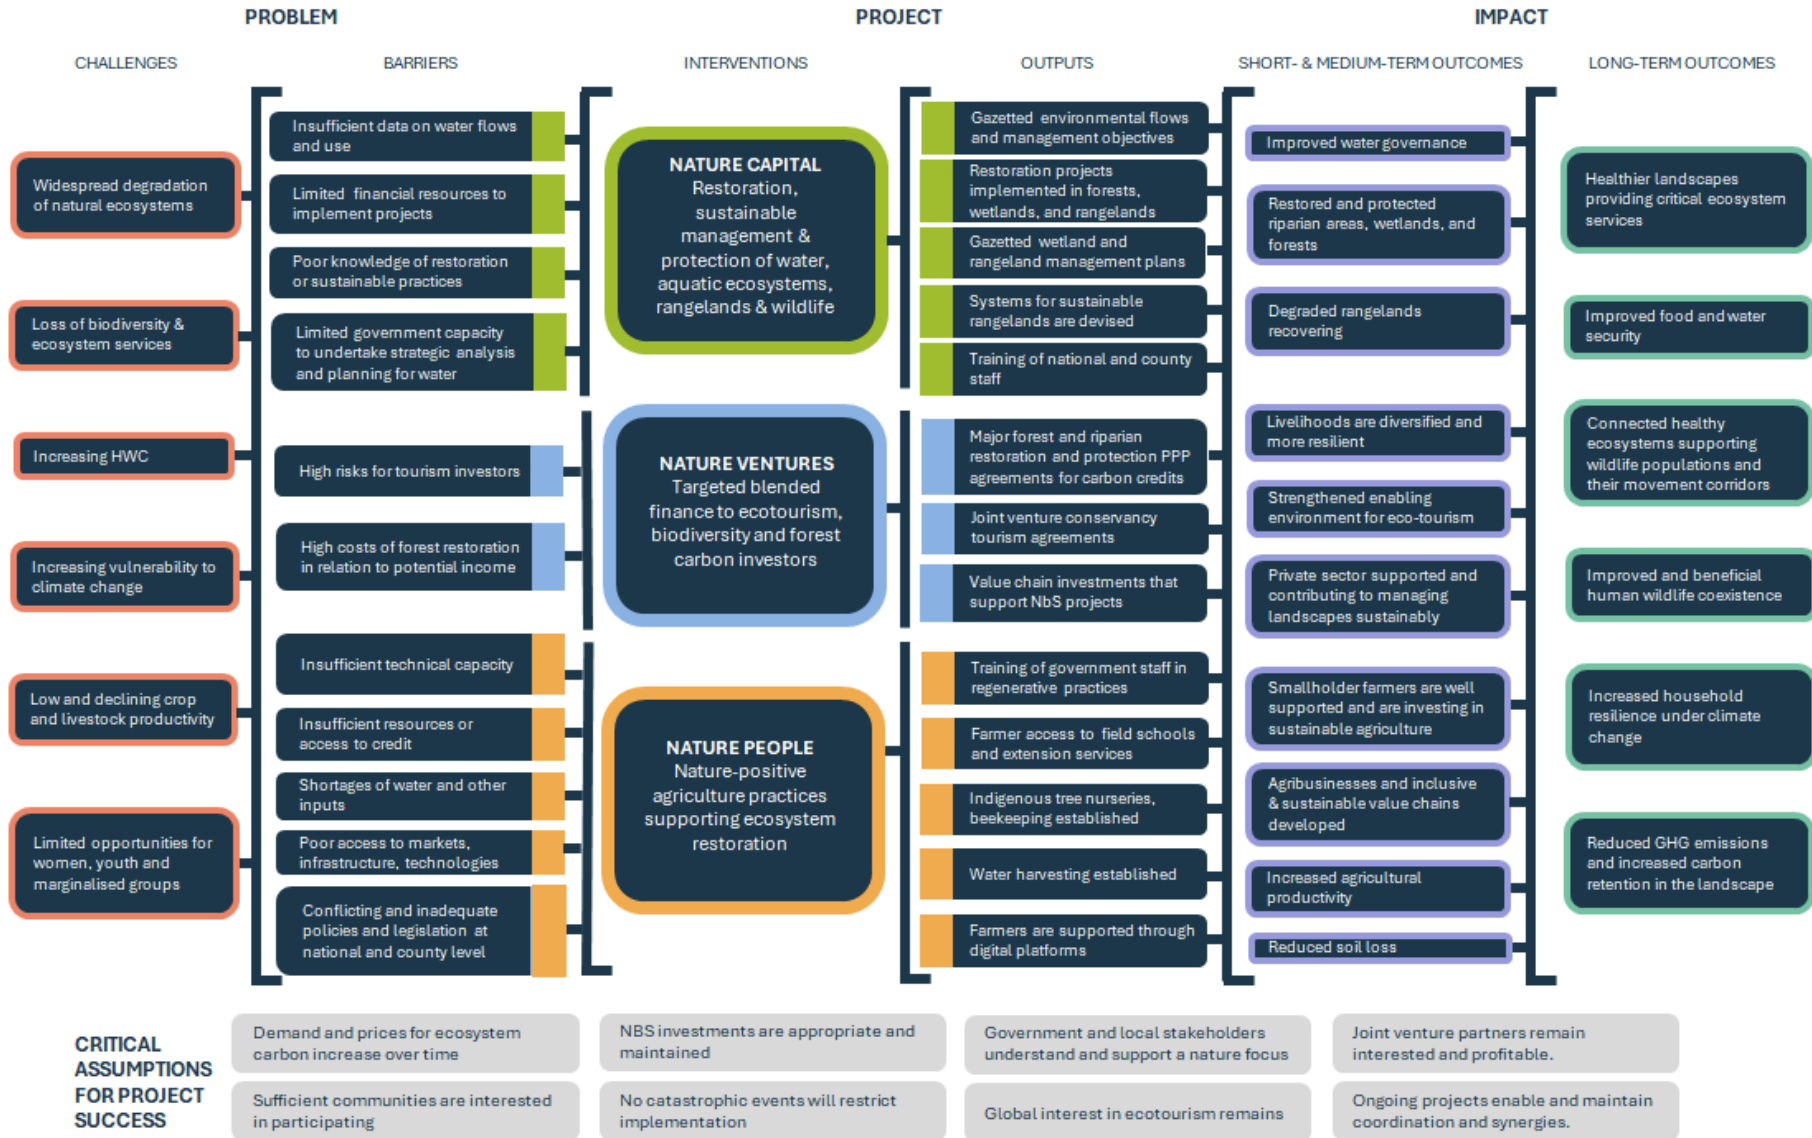 PROBLEM
PROJECT
IMPACT
CHALLENGES
BARRIERS
INTERVENTIONS
OUTPUTS
SHORT- & MEDIUM-TERM OUTCOMES
LONG-TERM OUTCOMES
Widespread degradation
of natural ecosystems
Loss of biodiversity &
ecosystem services
Increasing HWC
Increasing vulnerability to
climate change
Low and declining crop
and livestock productivity
Limited opportunities for
women, youth and
marginalised groups
Insufficient data on water flows
and use
Limited financial resources to
implement projects
Poor knowledge of restoration
or sustainable practices
Limited government capacity
to undertake strategic analysis
and planning for water
High risks for tourism investors
High costs of forest restoration
in relation to potential income
Insufficient technical capacity
Insufficient resources or
access to credit
Shortages of water and other
inputs
Poor access to markets,
infrastructure, technologies
Conflicting and inadequate
policies and legislation at
national and county level
NATURE CAPITAL
Restoration,
sustainable
management &
protection of water,
aquatic ecosystems,
rangelands & wildlife
NATURE VENTURES
Targeted blended
finance to ecotourism,
biodiversity and forest
carbon investors
NATURE PEOPLE
Nature-positive
agriculture practices
supporting ecosystem
restoration
Gazetted environmental flows
and management objectives
Restoration projects
implemented in forests,
wetlands, and rangelands
Gazetted wetland and
rangeland management plans
Systems for sustainable
rangelands are devised
Training of national and county
staff
Major forest and riparian
restoration and protection PPP
agreements for carbon credits
Joint venture conservancy
tourism agreements
Value chain investments that
support NbS projects
Training of government staff in
regenerative practices
Farmer access to field schools
and extension services
Indigenous tree nurseries,
beekeeping established
Water harvesting established
Farmers are supported through
digital platforms
Improved water governance
Restored and protected
riparian areas, wetlands, and
forests
Degraded rangelands
recovering
Livelihoods are diversified and
more resilient
Strengthened enabling
environment for eco-tourism
Private sector supported and
contributing to managing
landscapes sustainably
Smallholder farmers are well
supported and are investing in
sustainable agriculture
Agribusinesses and inclusive
& sustainable value chains
developed
Increased agricultural
productivity
Reduced soil loss
Healthier landscapes
providing critical ecosystem
services
Improved food and water
security
Connected healthy
ecosystems supporting
wildlife populations and
their movement corridors
Improved and beneficial
human wildlife coexistence
Increased household
resilience under climate
change
Reduced GHG emissions
and increased carbon
retention in the landscape
CRITICAL
ASSUMPTIONS
FOR PROJECT
SUCCESS
Demand and prices for ecosystem
carbon increase over time
NBS investments are appropriate and
maintained
Government and local stakeholders
understand and support a nature focus
Joint venture partners remain
interested and profitable.
Sufficient communities are interested
in participating
No catastrophic events will restrict
implementation
Global interest in ecotourism remains
Ongoing projects enable and maintain
coordination and synergies.